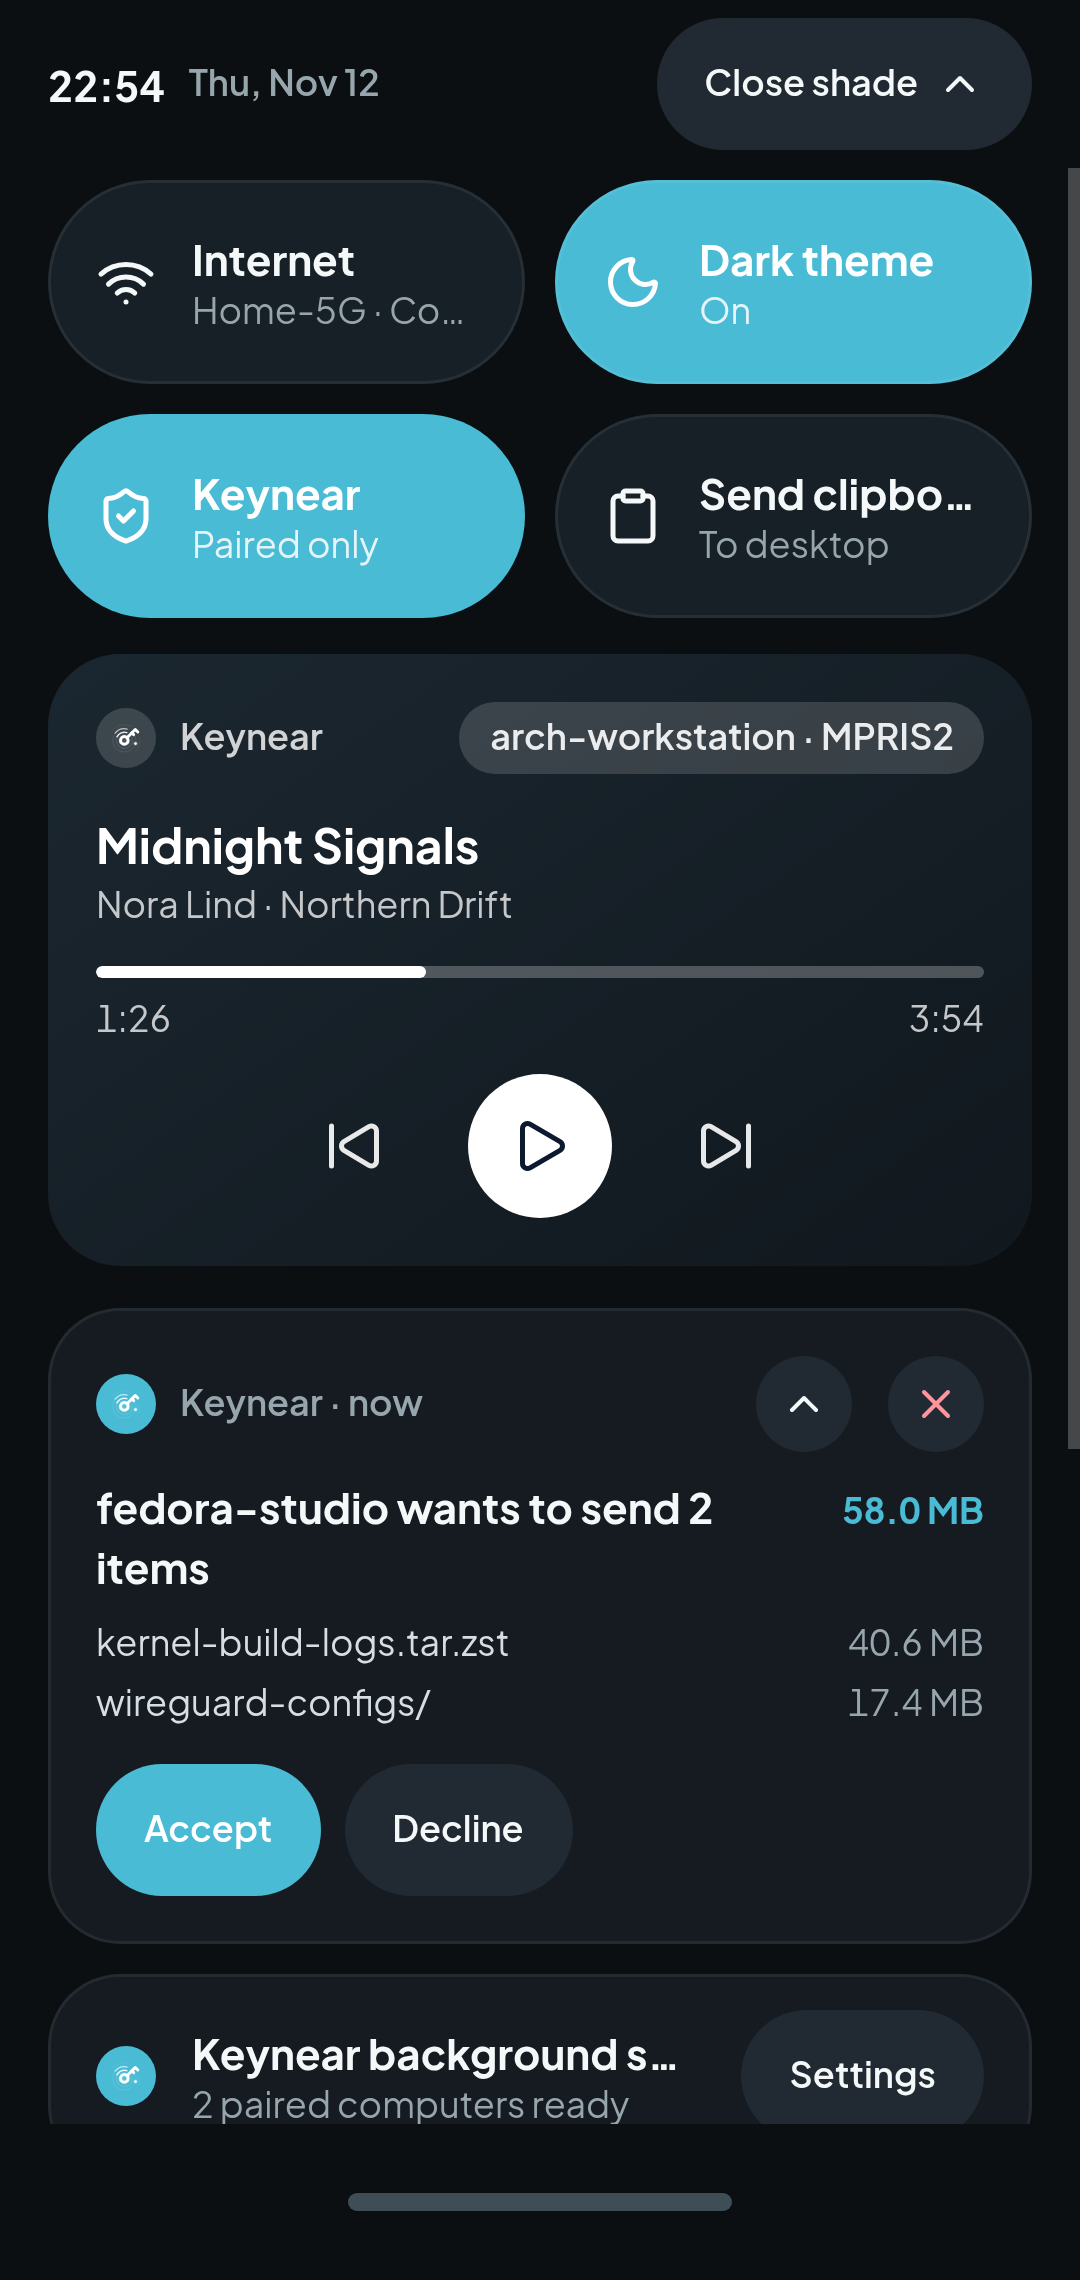 22:54 Thu, Nov 12 Close shade
Internet
Home-5G · Co...
Dark theme
On
Keynear
Paired only
Send clipbo...
To desktop
Keynear arch-workstation · MPRIS2
Midnight Signals
Nora Lind · Northern Drift
1:26 3:54
Keynear · now
fedora-studio wants to send 2 58.0 MB
items
kernel-build-logs.tar.zst 40.6 MB
wireguard-configs/ 17.4 MB
Accept Decline
Keynear background s... Settings
2 paired computers ready